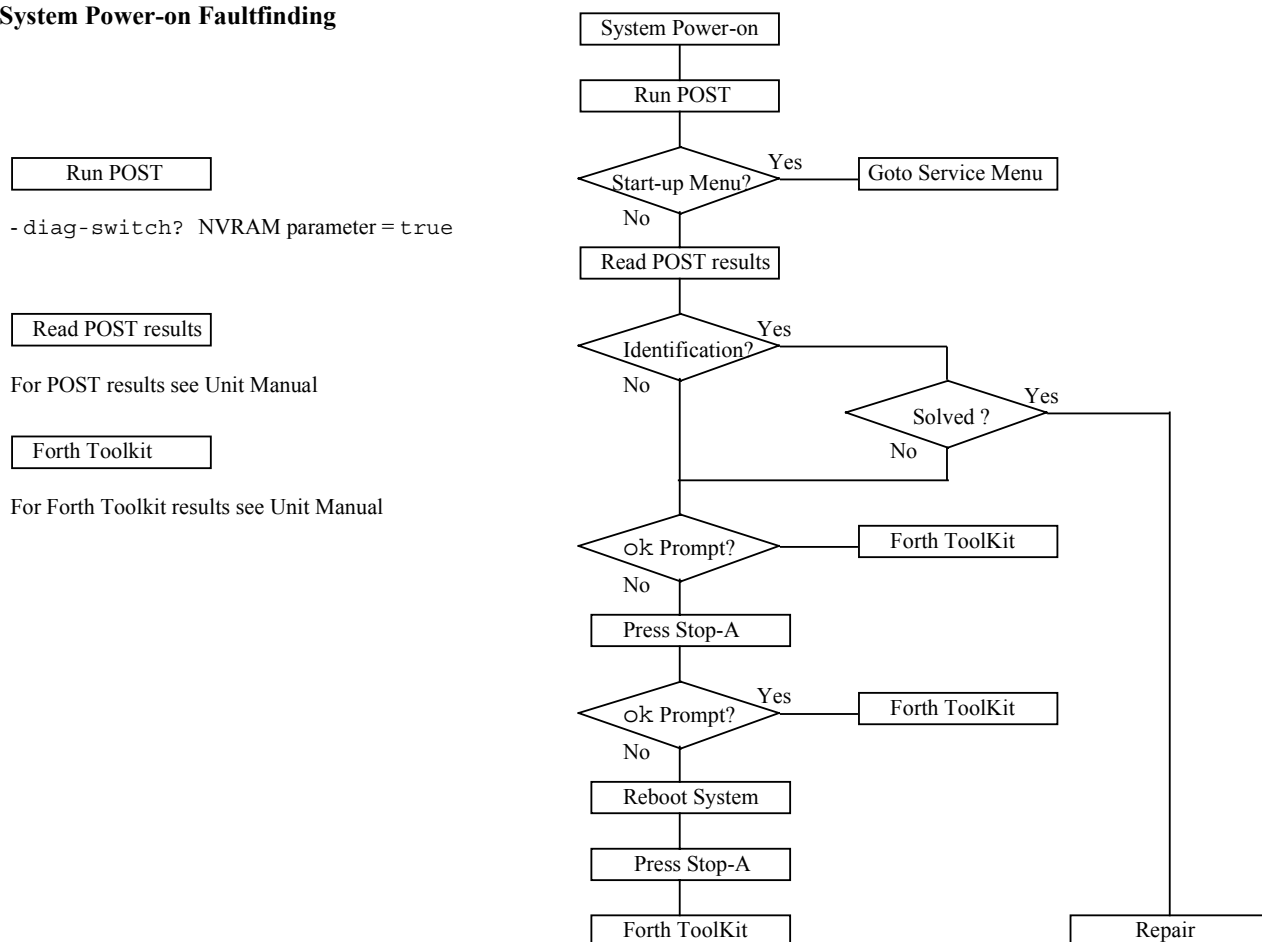 System Power-on Faultfinding
Run POST
- diag-switch? NVRAM parameter = true
Read POST results
For POST results see Unit Manual
Forth Toolkit
For Forth Toolkit results see Unit Manual
System Power-on
Run POST
Start-up Menu?
Yes
Goto Service Menu
No
Read POST results
Identification?
Yes
No
Solved ?
Yes
No
ok Prompt?
Forth ToolKit
No
Press Stop-A
ok Prompt?
Yes
Forth ToolKit
No
Reboot System
Press Stop-A
Forth ToolKit
Repair